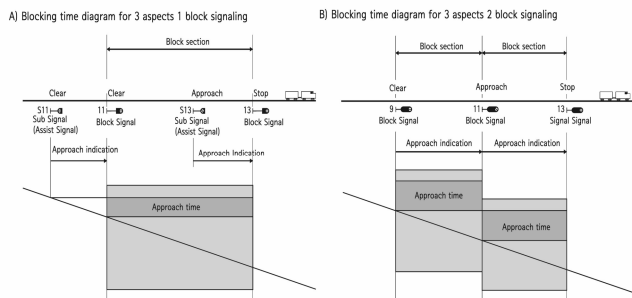 A) Blocking time diagram for 3 aspects 1 block signaling
Block section
Clear Clear Approach Stop
S11 11 S13 13
Sub Signal Block Signal Sub Signal Block Signal
(Assist Signal) (Assist Signal)
Approach indication Approach Indication
Approach time
B) Blocking time diagram for 3 aspects 2 block signaling
Block section Block section
Clear Approach Stop
9 11 13
Block Signal Block Signal Signal Signal
Approach indication Approach indication
Approach time
Approach time